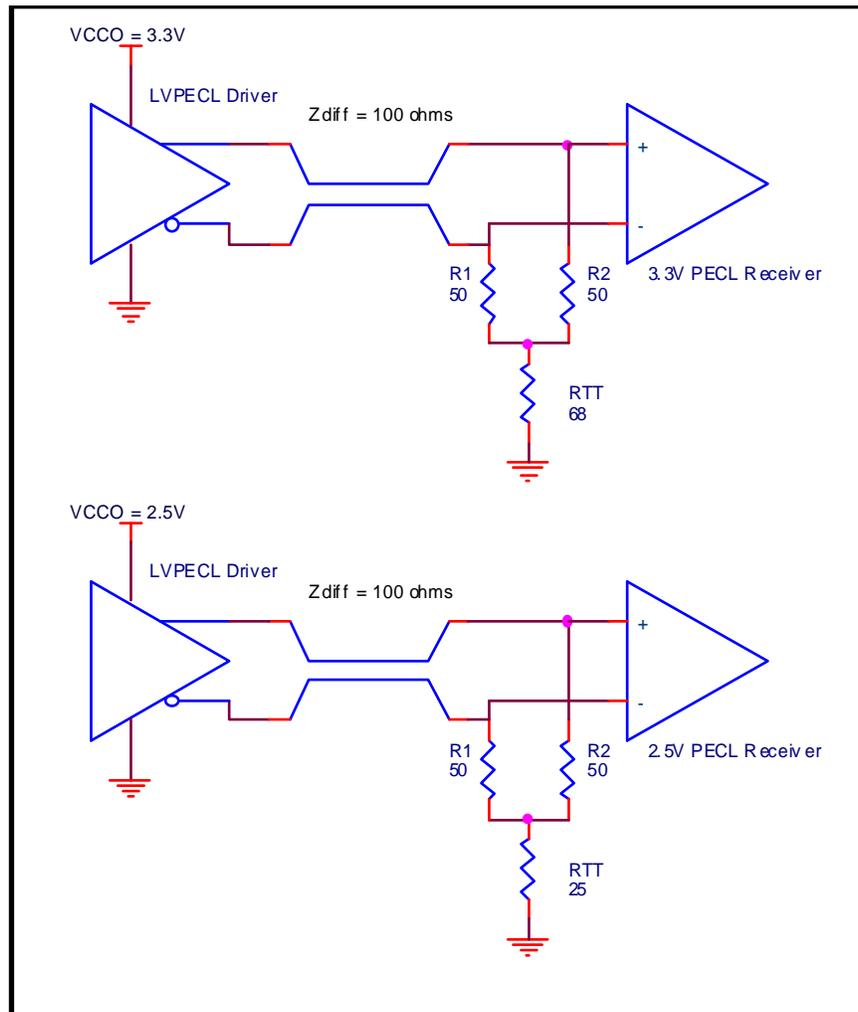 VCCO = 3.3V
LVPECL Driver
Zdiff = 100 ohms
+
-
R1
50
R2
50
3.3V PECL Receiver
RTT
68
VCCO = 2.5V
LVPECL Driver
Zdiff = 100 ohms
+
-
R1
50
R2
50
2.5V PECL Receiver
RTT
25